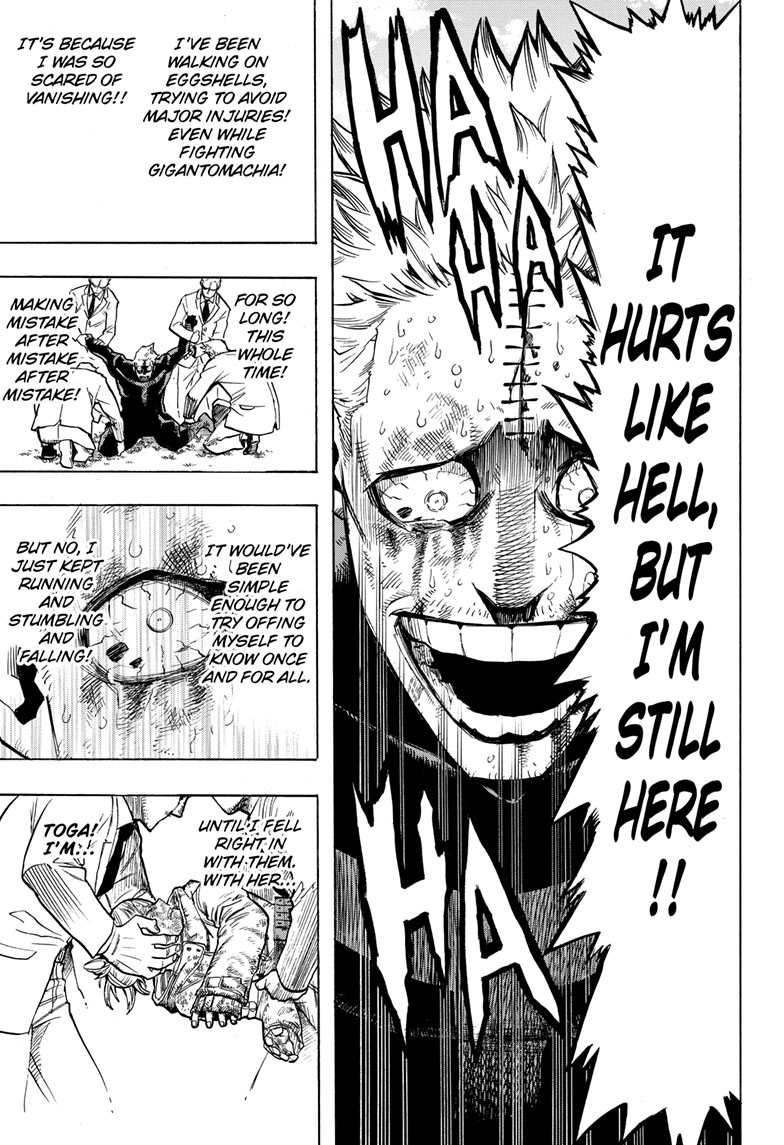 IT
HURTS
LIKE
HELL,
BUT
I'M
STILL
HERE
!!
HA
HA
HA
I'VE BEEN
WALKING ON
EGGSHELLS,
TRYING TO AVOID
MAJOR INJURIES!
EVEN WHILE
FIGHTING
GIGANTOMACHIA!
IT'S BECAUSE
I WAS SO
SCARED OF
VANISHING!!
FOR SO
LONG!
THIS
WHOLE
TIME!
MAKING
MISTAKE
AFTER
MISTAKE
AFTER
MISTAKE!
IT WOULD'VE
BEEN
SIMPLE
ENOUGH TO
TRY OFFING
MYSELF TO
KNOW ONCE
AND FOR ALL.
BUT NO, I
JUST KEPT
RUNNING
AND
STUMBLING
AND
FALLING!
UNTIL I FELL
RIGHT IN
WITH THEM.
WITH HER...
TOGA!
I'M...